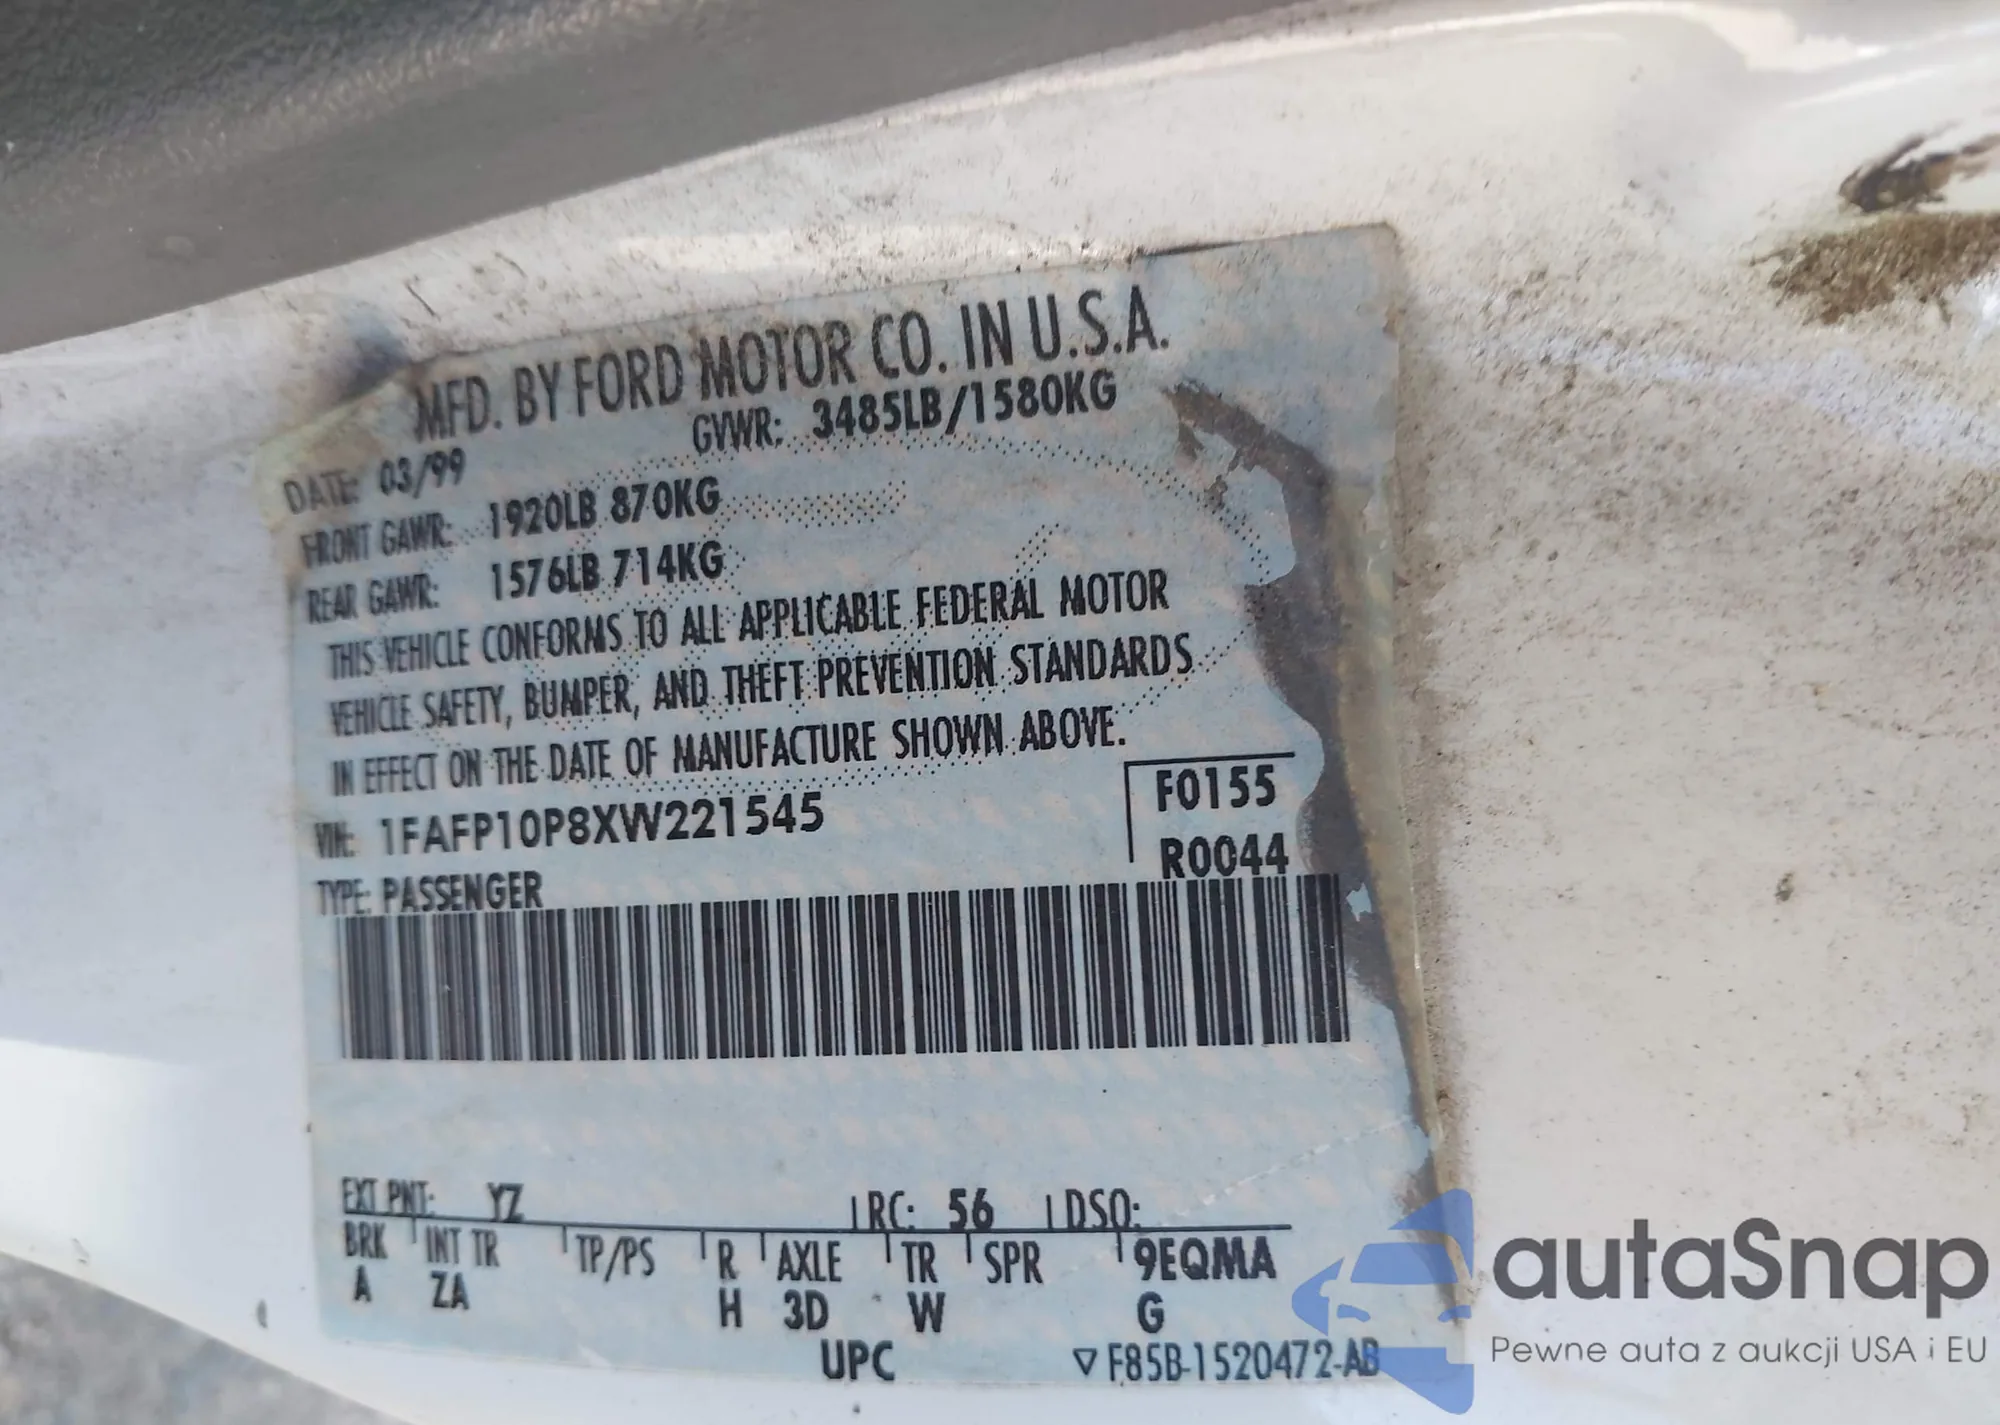 MFD. BY FORD MOTOR CO. IN U.S.A.
DATE: 03/99 GVWR: 3485LB/1580KG
FRONT GAWR: 1920LB 870KG
REAR GAWR: 1576LB 714KG
THIS VEHICLE CONFORMS TO ALL APPLICABLE FEDERAL MOTOR
VEHICLE SAFETY, BUMPER, AND THEFT PREVENTION STANDARDS
IN EFFECT ON THE DATE OF MANUFACTURE SHOWN ABOVE.
VIN: 1FAFP10P8XW221545 F0155
TYPE: PASSENGER R0044
EXT PNT: YZ RC: 56 DSO:
BRK INT TR TP/PS R AXLE TR SPR 9EQMA
A ZA H 3D W G
UPC F85B-1520472-AB
autaSnap
Pewne auta z aukcji USA i EU